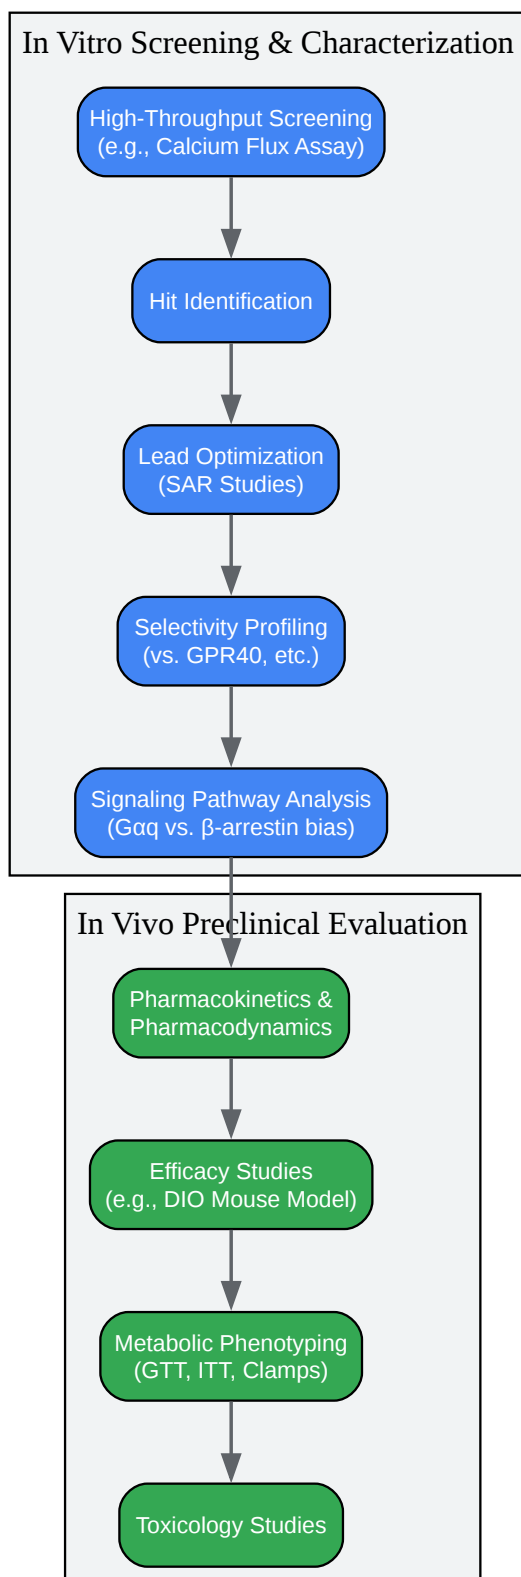 In Vitro Screening & Characterization
High-Throughput Screening
(e.g., Calcium Flux Assay)
Hit Identification
Lead Optimization
(SAR Studies)
Selectivity Profiling
(vs. GPR40, etc.)
Signaling Pathway Analysis
(Gαq vs. β-arrestin bias)
In Vivo Preclinical Evaluation
Pharmacokinetics &
Pharmacodynamics
Efficacy Studies
(e.g., DIO Mouse Model)
Metabolic Phenotyping
(GTT, ITT, Clamps)
Toxicology Studies